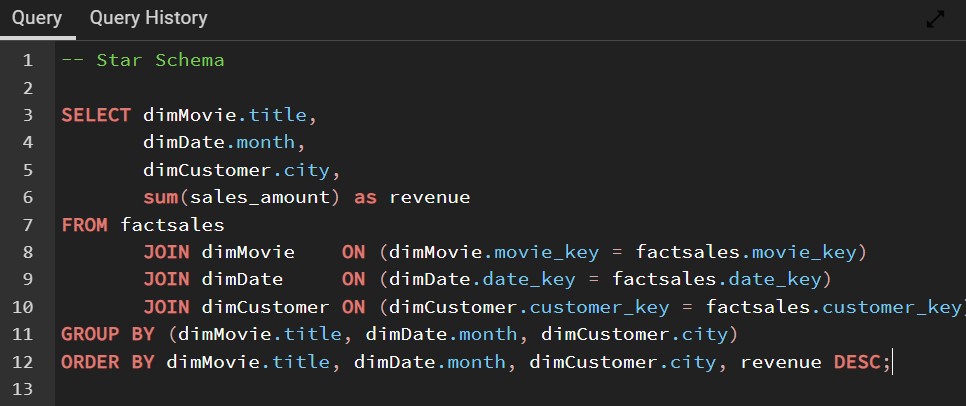 Query Query History
1 -- Star Schema
2
3 SELECT dimMovie.title,
4 dimDate.month,
5 dimCustomer.city,
6 sum(sales_amount) as revenue
7 FROM factsales
8 JOIN dimMovie ON (dimMovie.movie_key = factsales.movie_key)
9 JOIN dimDate ON (dimDate.date_key = factsales.date_key)
10 JOIN dimCustomer ON (dimCustomer.customer_key = factsales.customer_key)
11 GROUP BY (dimMovie.title, dimDate.month, dimCustomer.city)
12 ORDER BY dimMovie.title, dimDate.month, dimCustomer.city, revenue DESC;
13